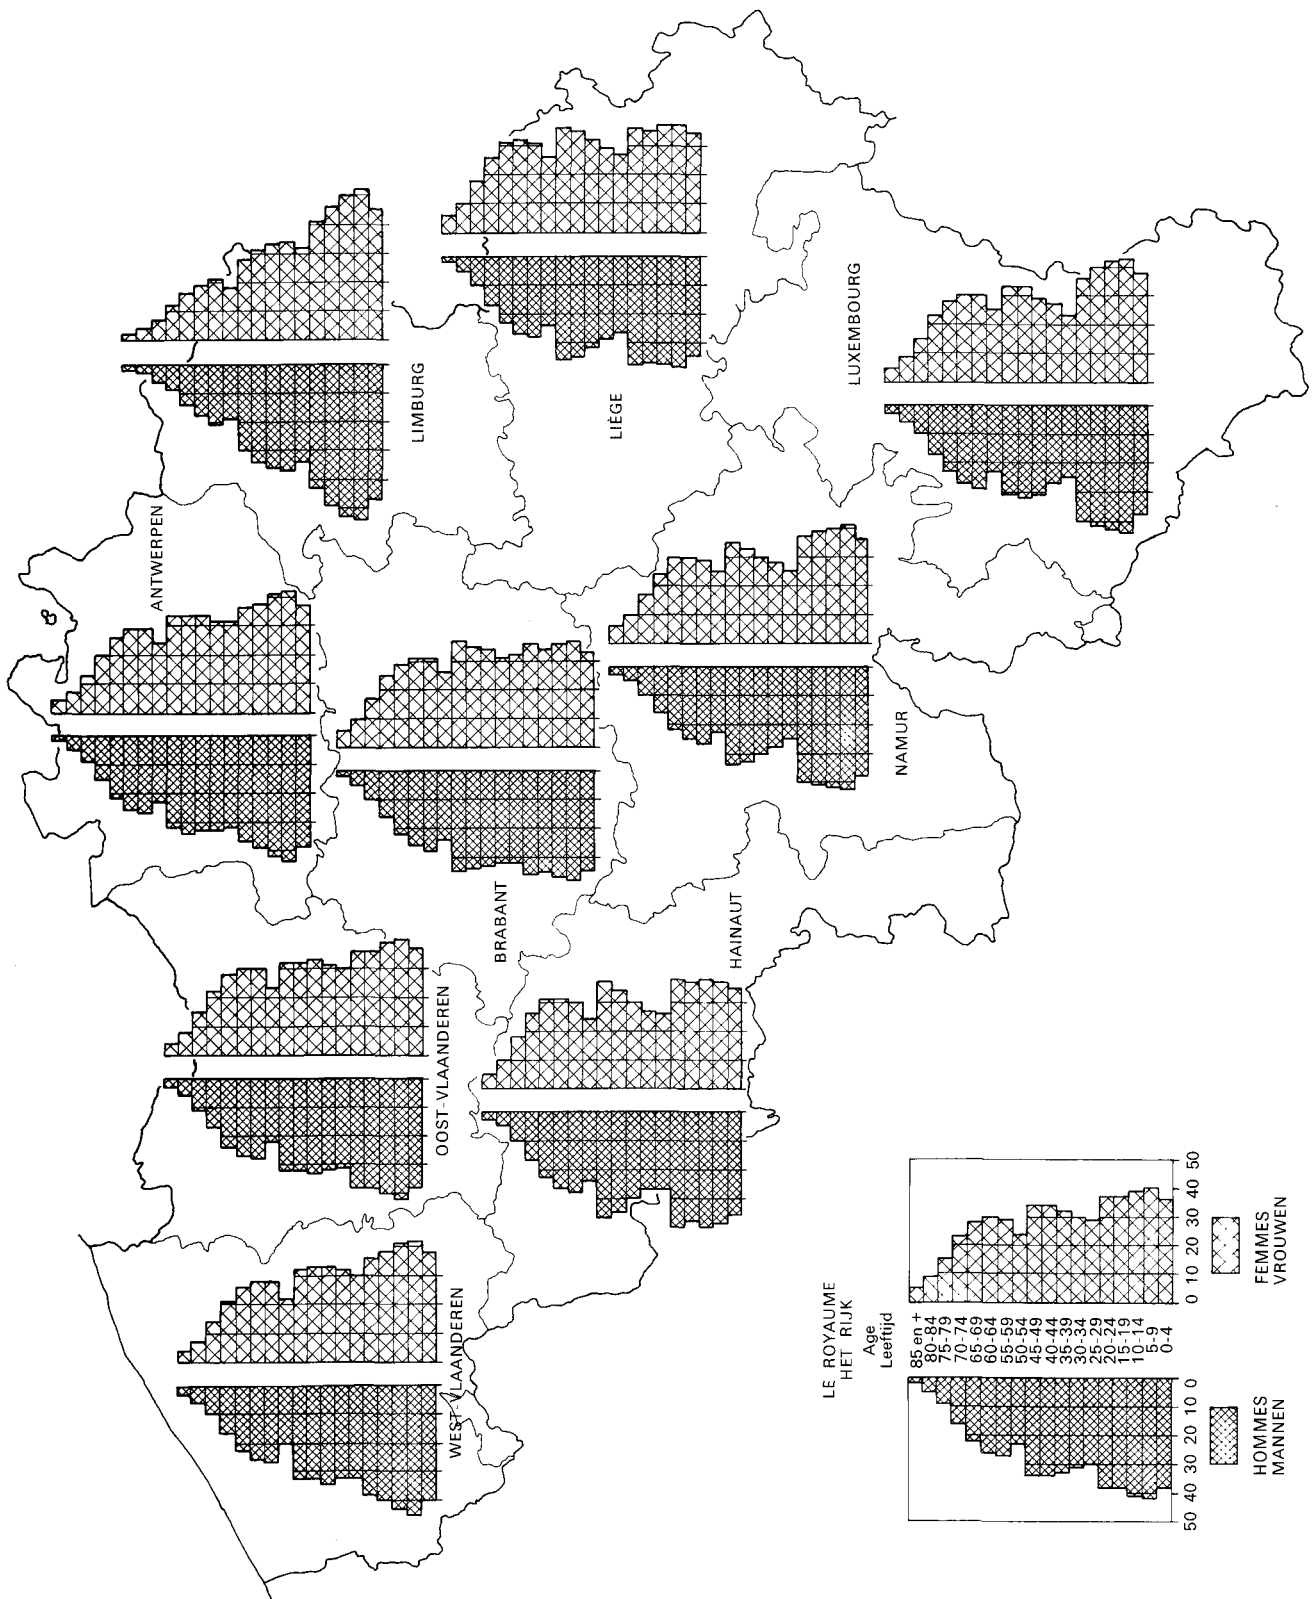 ANTWERPEN
LIMBURG
LIÈGE
LUXEMBOURG
BRABANT
NAMUR
OOST-VLAANDEREN
HAINAUT
WEST-VLAANDEREN
LE ROYAUME
HET RIJK
Age
Leeftijd
85 en +
80-84
75-79
70-74
65-69
60-64
55-59
50-54
45-49
40-44
35-39
30-34
25-29
20-24
15-19
10-14
5-9
0-4
50 40 30 20 10 0
0 10 20 30 40 50
HOMMES
MANNEN
FEMMES
VROUWEN